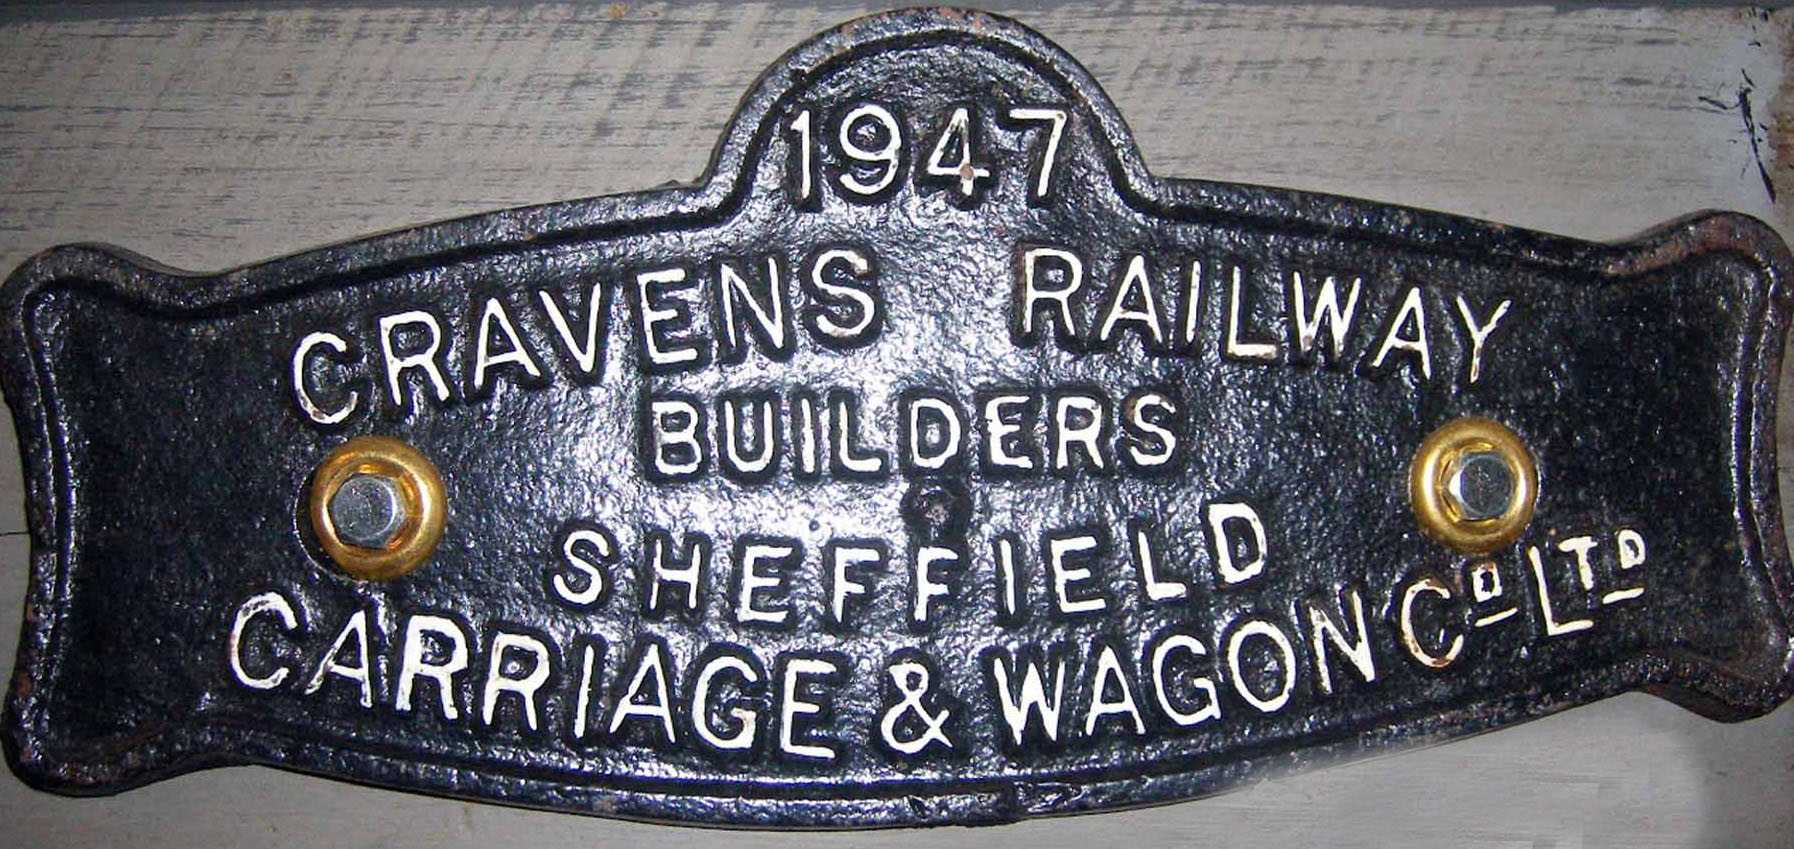 1947
CRAVENS RAILWAY
BUILDERS
SHEFFIELD
CARRIAGE & WAGON Cº LTD